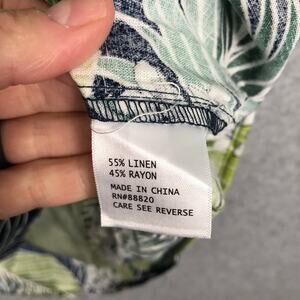 55% LINEN
45% RAYON
MADE IN CHINA
RN#88820
CARE SEE REVERSE